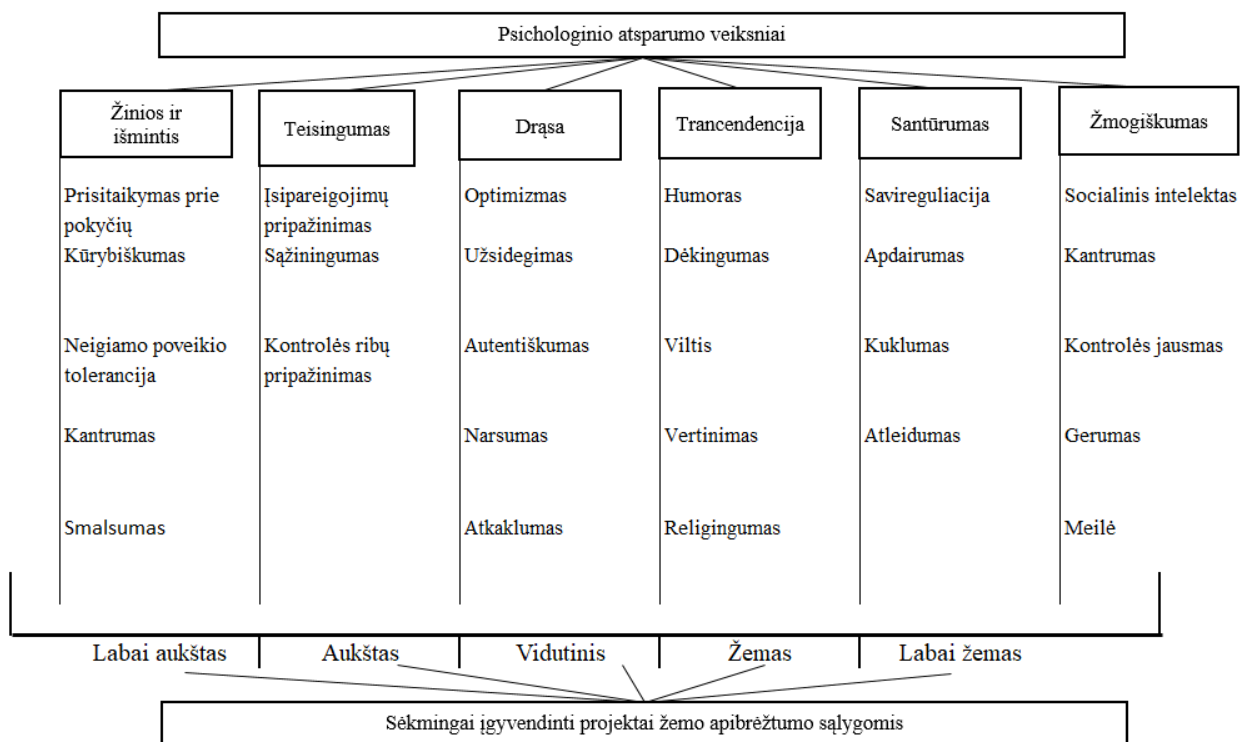 Psichologinio atsparumo veiksniai
Žinios ir
išmintis
Teisingumas
Drąsa
Trancendencija
Santūrumas
Žmogiškumas
Prisitaikymas prie
pokyčių
Kūrybiškumas
Neigiamo poveikio
tolerancija
Kantrumas
Smalsumas
Įsipareigojimų
pripažinimas
Sąžiningumas
Kontrolės ribų
pripažinimas
Optimizmas
Užsidegimas
Autentiškumas
Narsumas
Atkaklumas
Humoras
Dėkingumas
Viltis
Vertinimas
Religingumas
Savireguliacija
Apdairumas
Kuklumas
Atleidumas
Socialinis intelektas
Kantrumas
Kontrolės jausmas
Gerumas
Meilė
Labai aukštas
Aukštas
Vidutinis
Žemas
Labai žemas
Sėkmingai įgyvendinti projektai žemo apibrėžtumo sąlygomis